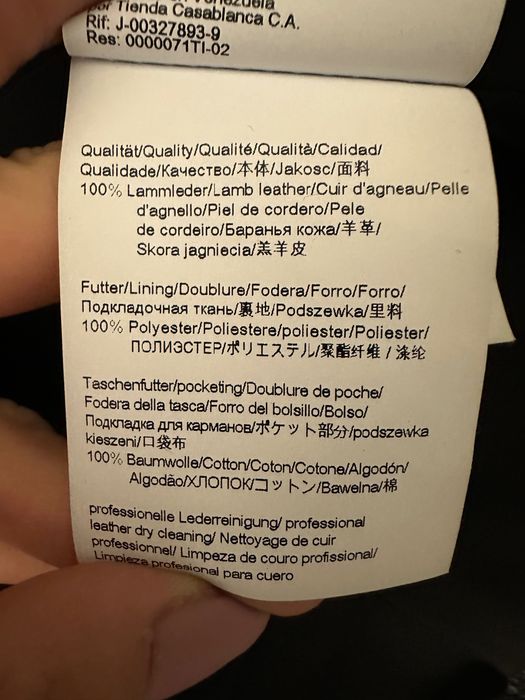 por Tienda Casablanca C.A.
Rif: J-00327893-9
Res: 0000071TI-02
Qualität/Quality/Qualité/Qualità/Calidad/
Qualidade/Качество/本体/Jakosc/面料
100% Lammleder/Lamb leather/Cuir d'agneau/Pelle
d'agnello/Piel de cordero/Pele
de cordeiro/Баранья кожа/羊革/
Skora jagniecia/羔羊皮
Futter/Lining/Doublure/Fodera/Forro/Forro/
Подкладочная ткань/裏地/Podszewka/里料
100% Polyester/Poliestere/poliester/Poliester/
ПОЛИЭСТЕР/ポリエステル/聚酯纤维 / 涤纶
Taschenfutter/pocketing/Doublure de poche/
Fodera della tasca/Forro del bolsillo/Bolso/
Подкладка для карманов/ポケット部分/podszewka
kieszeni/口袋布
100% Baumwolle/Cotton/Coton/Cotone/Algodón/
Algodão/ХЛОПОК/コットン/Bawelna/棉
professionelle Lederreinigung/ professional
leather dry cleaning/ Nettoyage de cuir
professionnel/ Limpeza de couro profissional/
Limpieza profesional para cuero